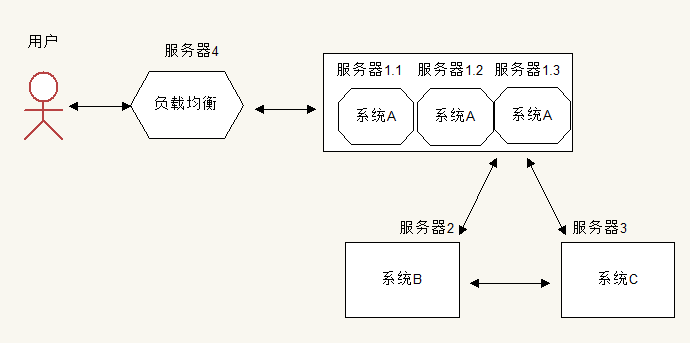 用户
服务器4
负载均衡
服务器1.1
服务器1.2
服务器1.3
系统A
系统A
系统A
服务器2
服务器3
系统B
系统C